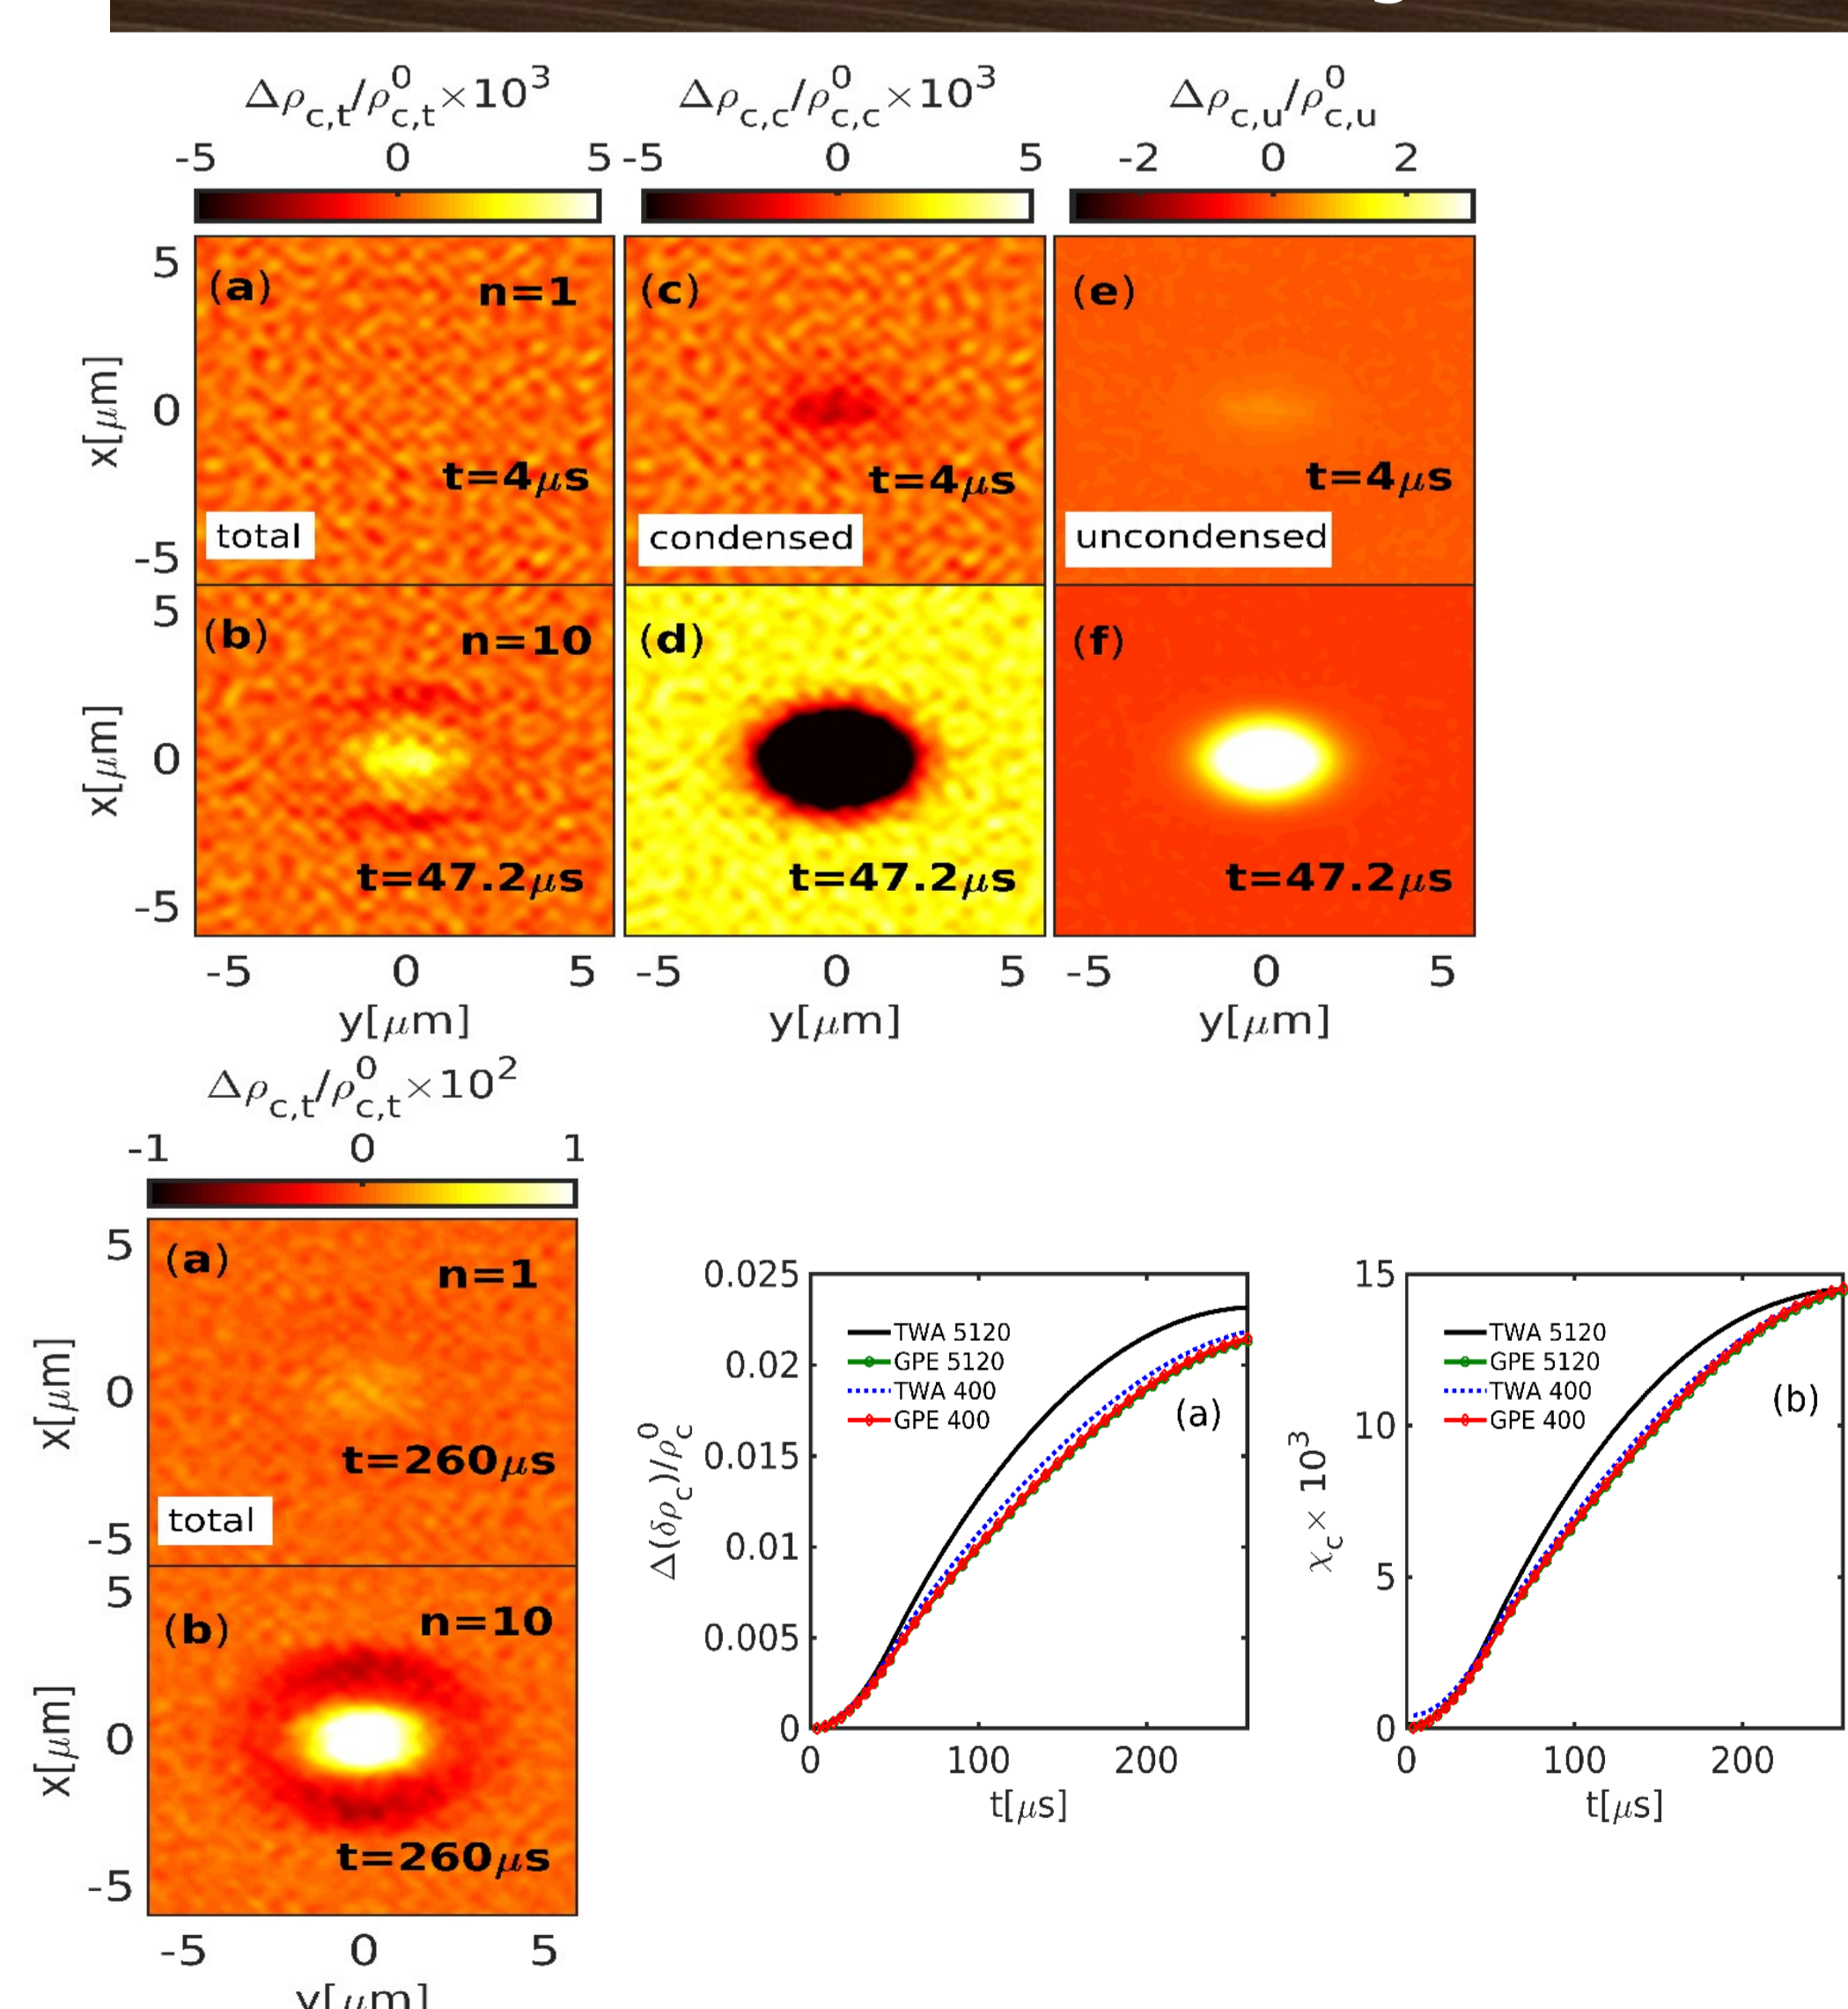 Δρc,t/ρ⁰c,t×10³ Δρc,c/ρ⁰c,c×10³ Δρc,u/ρ⁰c,u
-5 0 5 -5 0 5 -2 0 2
5 (a) n=1 (c) (e)
x[μm] 0
t=4μs t=4μs t=4μs
total condensed uncondensed
-5
5 (b) n=10 (d) (f)
x[μm] 0
t=47.2μs t=47.2μs t=47.2μs
-5
-5 0 5 -5 0 5 -5 0 5
y[μm] y[μm] y[μm]
Δρc,t/ρ⁰c,t×10²
-1 0 1
5 (a) n=1
x[μm] 0
t=260μs
total
-5
5 (b) n=10
x[μm] 0
t=260μs
-5
-5 0 5
y[μm]
0.025
0.02
0.015
0.01
0.005
0
Δ(δρc)/ρ⁰c
TWA 5120
GPE 5120
TWA 400
GPE 400
(a)
0 100 200
t[μs]
15
10
5
0
χc× 10³
TWA 5120
GPE 5120
TWA 400
GPE 400
(b)
0 100 200
t[μs]